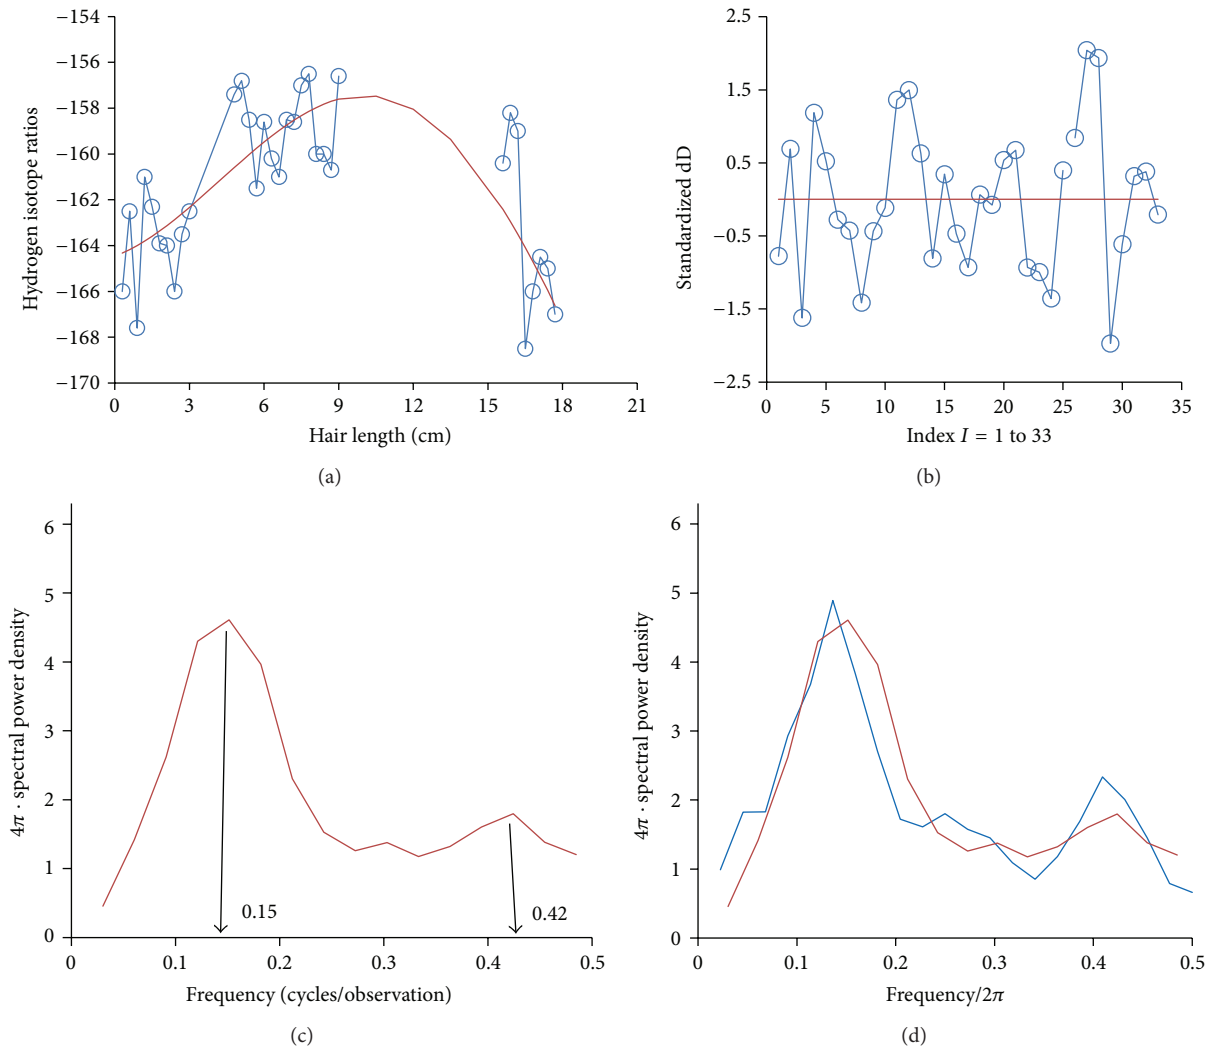 −154
−156
−158
−160
−162
−164
−166
−168
−170
Hydrogen isotope ratios
0 3 6 9 12 15 18 21
Hair length (cm)
(a)
2.5
1.5
0.5
−0.5
−1.5
−2.5
Standardized dD
0 5 10 15 20 25 30 35
Index I = 1 to 33
(b)
6
5
4
3
2
1
0
4π · spectral power density
0.15
0.42
0 0.1 0.2 0.3 0.4 0.5
Frequency (cycles/observation)
(c)
6
5
4
3
2
1
0
4π · spectral power density
0 0.1 0.2 0.3 0.4 0.5
Frequency/2π
(d)